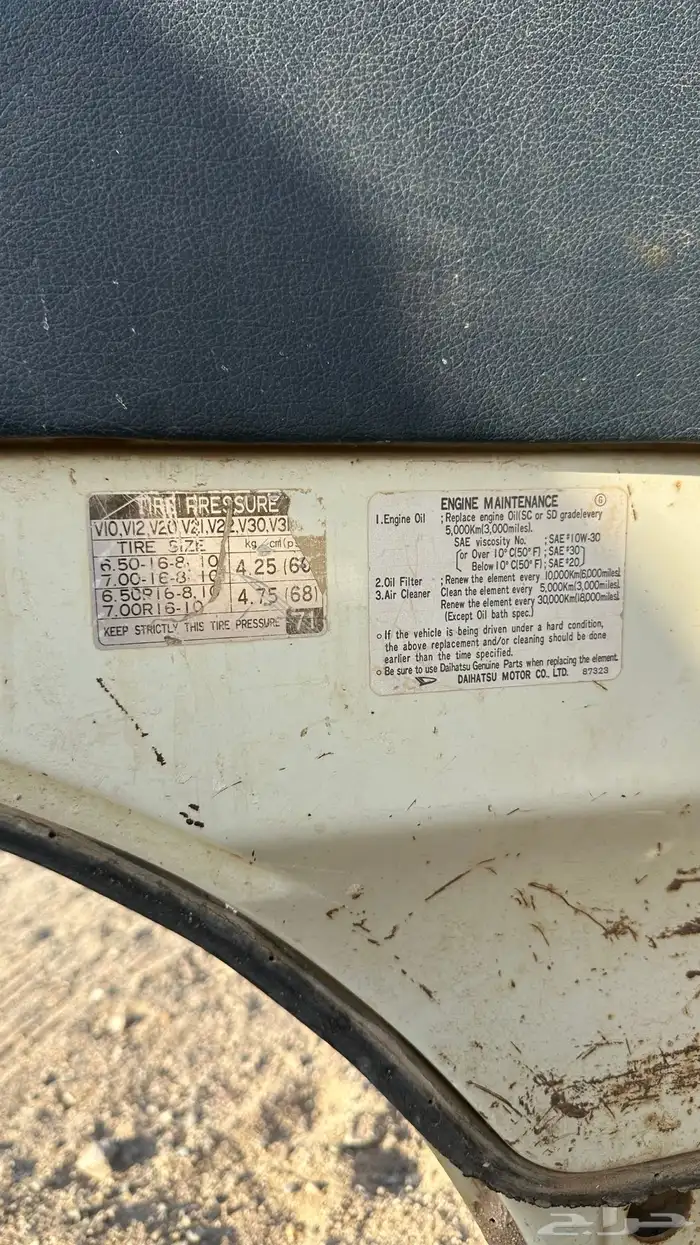 TIRE PRESSURE
V10,V12,V20,V21,V22,V30,V3
TIRE SIZE
kg/cm²(p
6.50-16-8, 10
7.00-16-8, 10
4.25 (60
6.50R16-8, 10
7.00R16-10
4.75 (68)
KEEP STRICTLY THIS TIRE PRESSURE 71
ENGINE MAINTENANCE G
1.Engine Oil ; Replace engine Oil(SC or SD grade)every
5,000Km(3,000miles).
SAE viscosity No. ; SAE #10W-30
(or Over 10°C(50°F) ; SAE #30
Below 10°C(50°F) ; SAE #20)
2.Oil Filter ; Renew the element every 10,000Km(6,000miles)
3.Air Cleaner Clean the element every 5,000Km(3,000miles)
Renew the element every 30,000Km(18,000miles)
(Except Oil bath spec.)
o If the vehicle is being driven under a hard condition,
the above replacement and/or cleaning should be done
earlier than the time specified.
o Be sure to use Daihatsu Genuine Parts when replacing the element.
DAIHATSU MOTOR CO., LTD. 87323
حراج